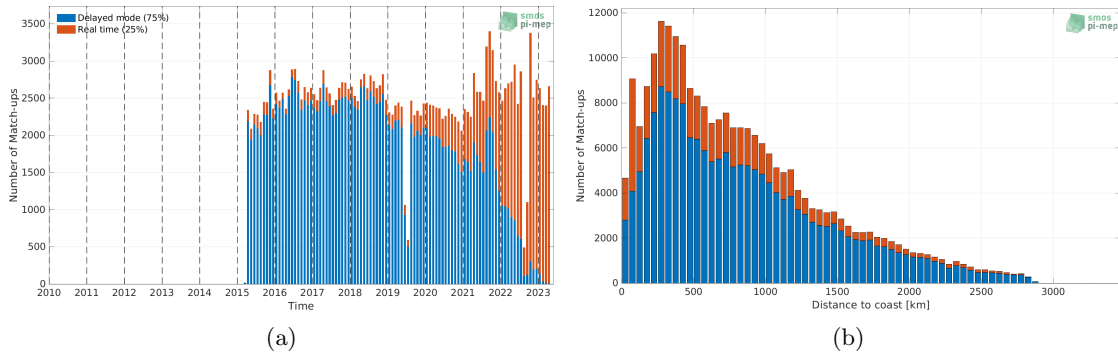 Delayed mode (75%)
Real time (25%)
smos
pi-mep
3500
3000
2500
2000
1500
1000
500
0
Number of Match-ups
2010 2011 2012 2013 2014 2015 2016 2017 2018 2019 2020 2021 2022 2023
Time
(a)
smos
pi-mep
12000
10000
8000
6000
4000
2000
0
Number of Match-ups
0 500 1000 1500 2000 2500 3000
Distance to coast [km]
(b)